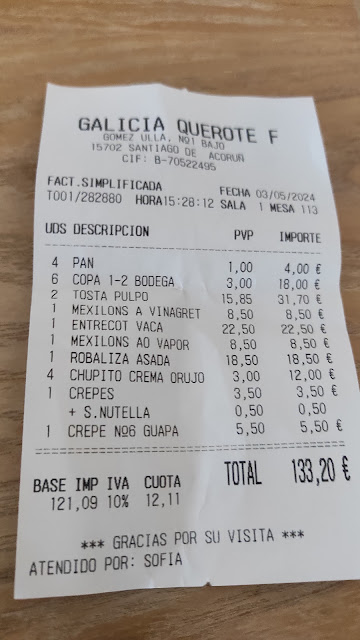 GALICIA QUEROTE F
GOMEZ ULLA, Nº1 BAJO
15702 SANTIAGO DE ACORUR
CIF: B-70522495
FACT.SIMPLIFICADA FECHA 03/05/2024
T001/282880 HORA15:28:12 SALA 1 MESA 113
UDS DESCRIPCION PVP IMPORTE
4 PAN 1,00 4,00 €
6 COPA 1-2 BODEGA 3,00 18,00 €
2 TOSTA PULPO 15,85 31,70 €
1 MEXILONS A VINAGRET 8,50 8,50 €
1 ENTRECOT VACA 22,50 22,50 €
1 MEXILONS AO VAPOR 8,50 8,50 €
1 ROBALIZA ASADA 18,50 18,50 €
4 CHUPITO CREMA ORUJO 3,00 12,00 €
1 CREPES 3,50 3,50 €
+ S.NUTELLA 0,50 0,50 €
1 CREPE Nº6 GUAPA 5,50 5,50 €
BASE IMP IVA CUOTA TOTAL 133,20 €
121,09 10% 12,11
*** GRACIAS POR SU VISITA ***
ATENDIDO POR: SOFIA